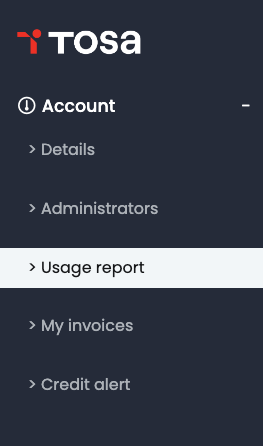 TOSA
Account
> Details
> Administrators
> Usage report
> My invoices
> Credit alert